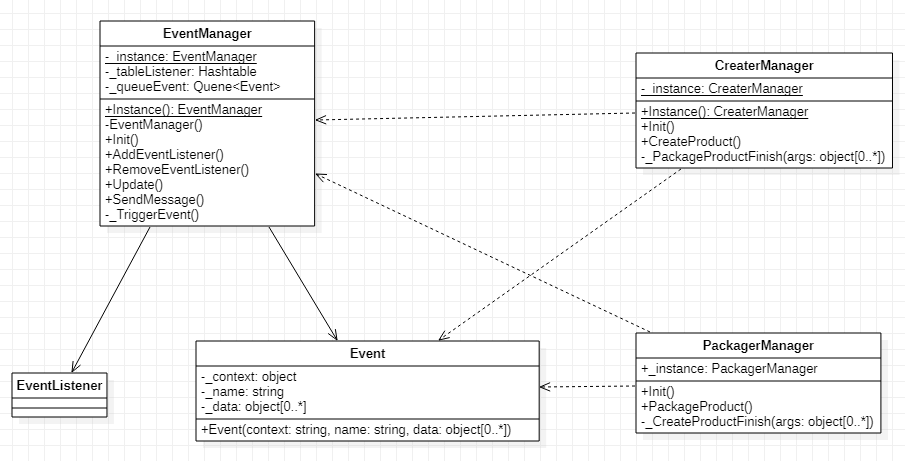 EventManager
-_instance: EventManager
-_tableListener: Hashtable
-_queueEvent: Quene<Event>
+Instance(): EventManager
-EventManager()
+Init()
+AddEventListener()
+RemoveEventListener()
+Update()
+SendMessage()
-_TriggerEvent()
CreaterManager
-_instance: CreaterManager
+Instance(): CreaterManager
+Init()
+CreateProduct()
-_PackageProductFinish(args: object[0..*])
EventListener
Event
-_context: object
-_name: string
-_data: object[0..*]
+Event(context: string, name: string, data: object[0..*])
PackagerManager
+_instance: PackagerManager
+Init()
+PackageProduct()
-_CreateProductFinish(args: object[0..*])